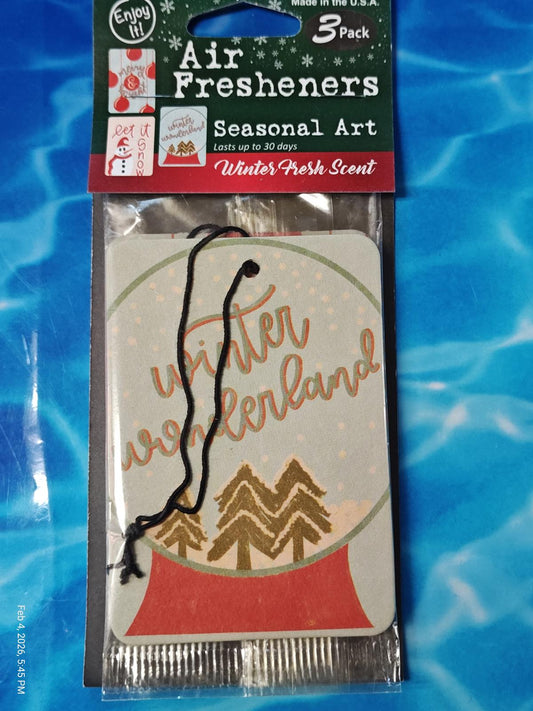 Made in the U.S.A.
Enjoy
It!
3 Pack
Air
Fresheners
Merry
&
let it
Snow
winter
wonderland
Seasonal Art
Lasts up to 30 days
Winter Fresh Scent
winter
wonderland
Feb 4, 2026, 5:45 PM